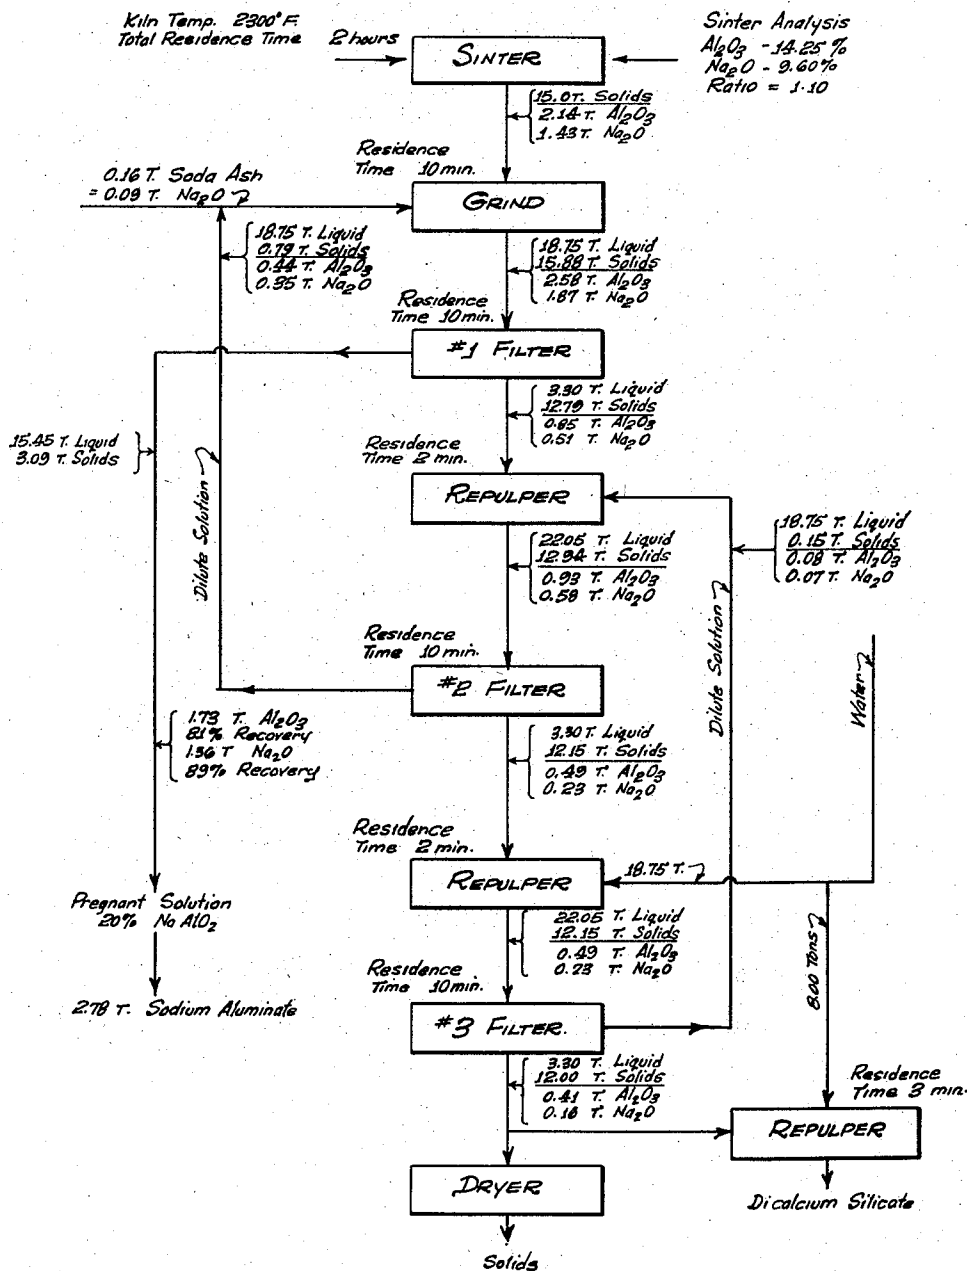 Kiln Temp. 2300°F.
Total Residence Time 2 hours
SINTER
Sinter Analysis
Al2O3 - 14.25 %
Na2O - 9.60%
Ratio = 1.10
15.0 T. Solids
2.14 T. Al2O3
1.43 T. Na2O
Residence
Time 10 min.
0.16 T. Soda Ash
= 0.09 T. Na2O
GRIND
18.75 T. Liquid
0.79 T. Solids
0.44 T. Al2O3
0.35 T. Na2O
18.75 T. Liquid
15.88 T. Solids
2.58 T. Al2O3
1.87 T. Na2O
Residence
Time 10 min.
#1 FILTER
3.30 T. Liquid
12.79 T. Solids
0.85 T. Al2O3
0.51 T. Na2O
15.45 T. Liquid
3.09 T. Solids
Residence
Time 2 min.
REPULPER
Dilute Solution
22.05 T. Liquid
12.94 T. Solids
0.93 T. Al2O3
0.58 T. Na2O
18.75 T. Liquid
0.15 T. Solids
0.08 T. Al2O3
0.07 T. Na2O
Dilute Solution
Water
Residence
Time 10 min.
#2 FILTER
1.73 T. Al2O3
81% Recovery
1.36 T Na2O
89% Recovery
3.30 T. Liquid
12.15 T. Solids
0.49 T. Al2O3
0.23 T. Na2O
Residence
Time 2 min.
REPULPER
18.75 T.
Pregnant Solution
20% Na AlO2
22.05 T. Liquid
12.15 T. Solids
0.49 T. Al2O3
0.23 T. Na2O
8.00 Tons
Residence
Time 10 min.
2.78 T. Sodium Aluminate
#3 FILTER.
3.30 T. Liquid
12.00 T. Solids
0.41 T. Al2O3
0.16 T. Na2O
Residence
Time 3 min.
REPULPER
DRYER
Dicalcium Silicate
Solids